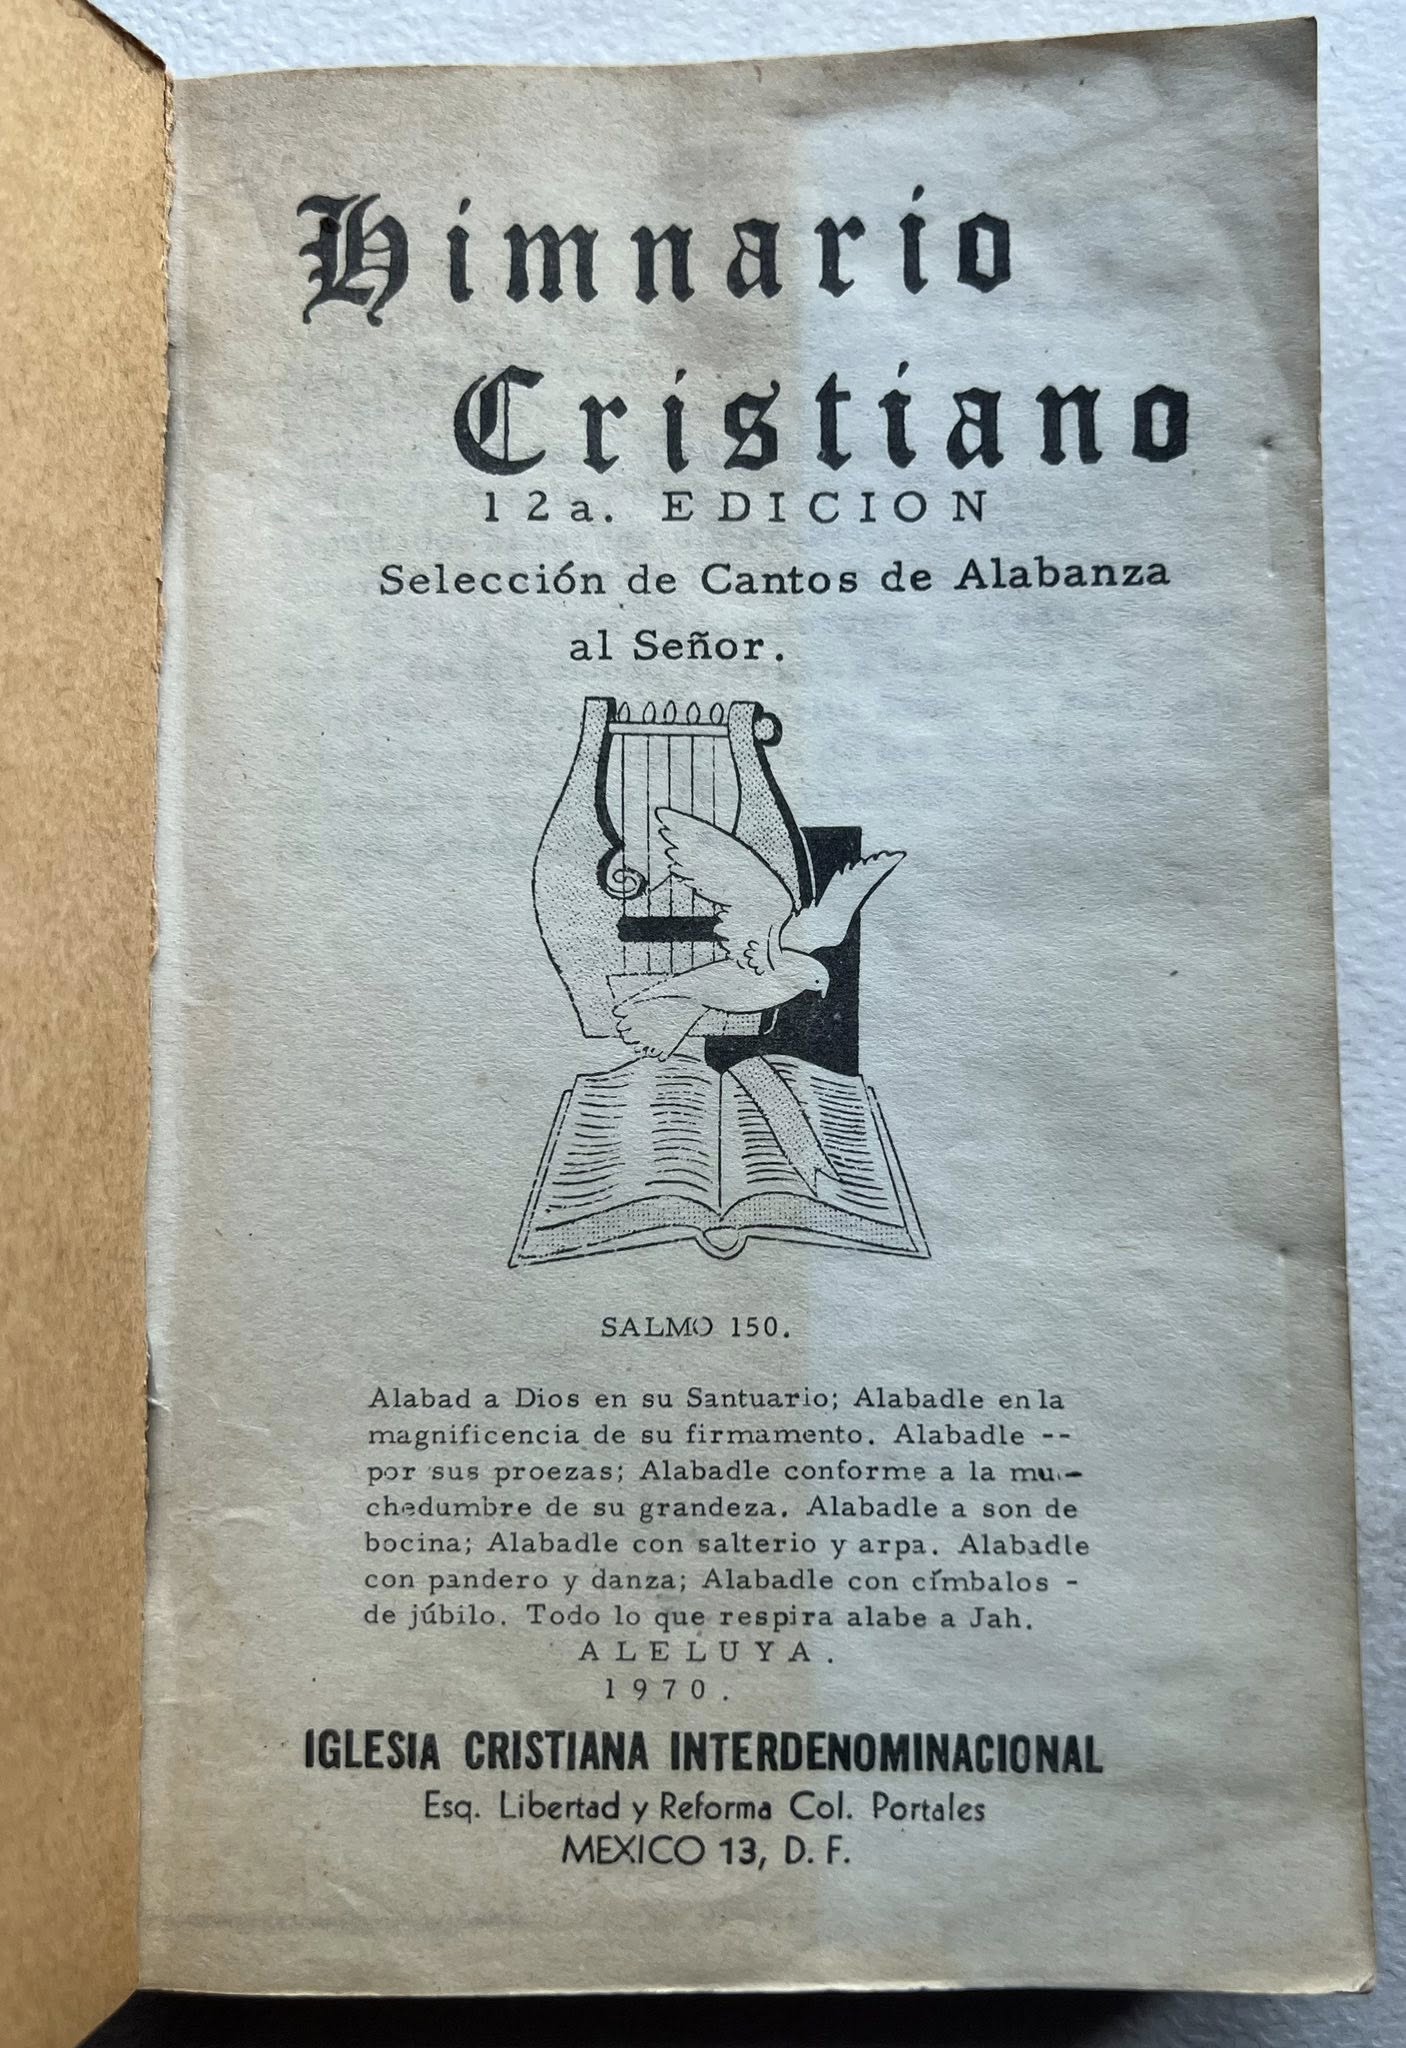 Himnario
Cristiano
12a. EDICION
Selección de Cantos de Alabanza
al Señor.
SALMO 150.
Alabad a Dios en su Santuario; Alabadle en la
magnificencia de su firmamento. Alabadle --
por sus proezas; Alabadle conforme a la mu-
chedumbre de su grandeza. Alabadle a son de
bocina; Alabadle con salterio y arpa. Alabadle
con pandero y danza; Alabadle con címbalos -
de júbilo. Todo lo que respira alabe a Jah.
ALELUYA.
1970.
IGLESIA CRISTIANA INTERDENOMINACIONAL
Esq. Libertad y Reforma Col. Portales
MEXICO 13, D. F.